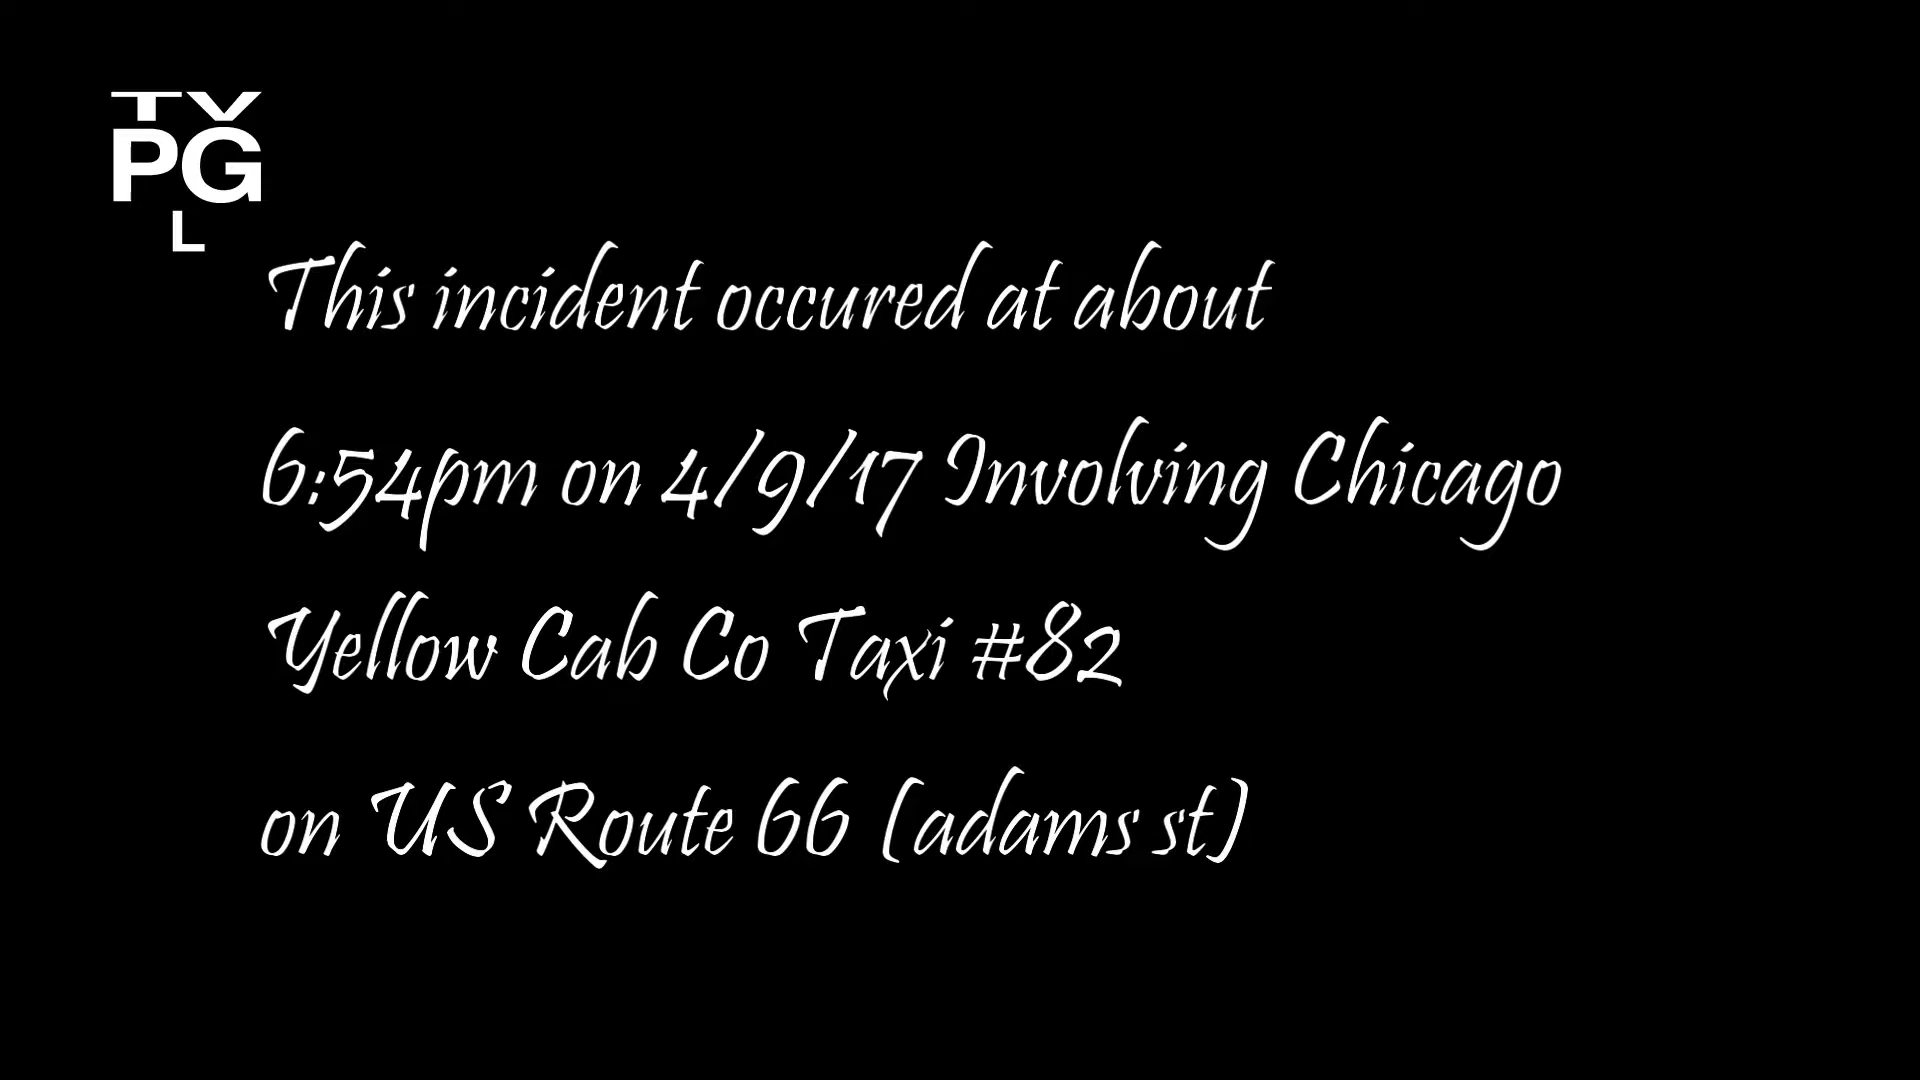 TV
PG
L
This incident occured at about
6:54pm on 4/9/17 Involving Chicago
Yellow Cab Co Taxi #82
on US Route 66 (adams st)